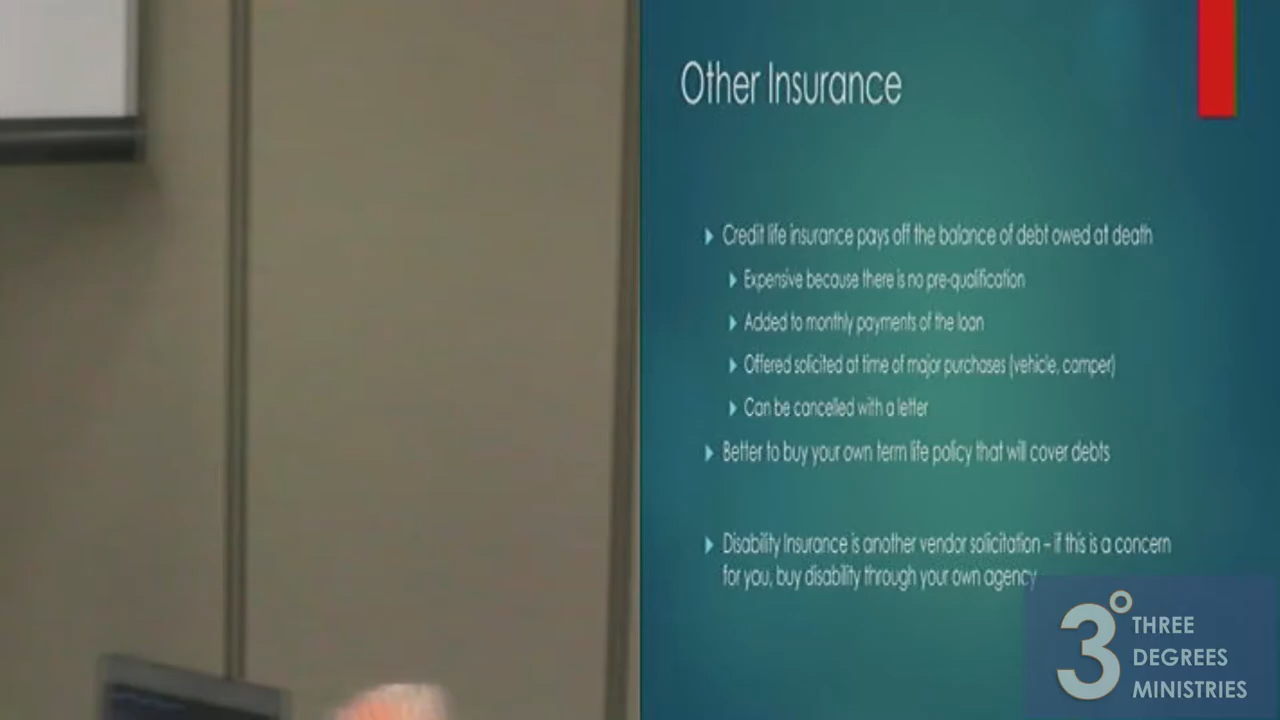 Other Insurance
Credit life insurance pays off the balance of debt owed at death
Expensive because there is no pre-qualification
Added to monthly payments of the loan
Offered solicited at time of major purchases (vehicle, camper)
Can be cancelled with a letter
Better to buy your own term life policy that will cover debts
Disability Insurance is another vendor solicitation – if this is a concern
for you, buy disability through your own agency
3° THREE
DEGREES
MINISTRIES